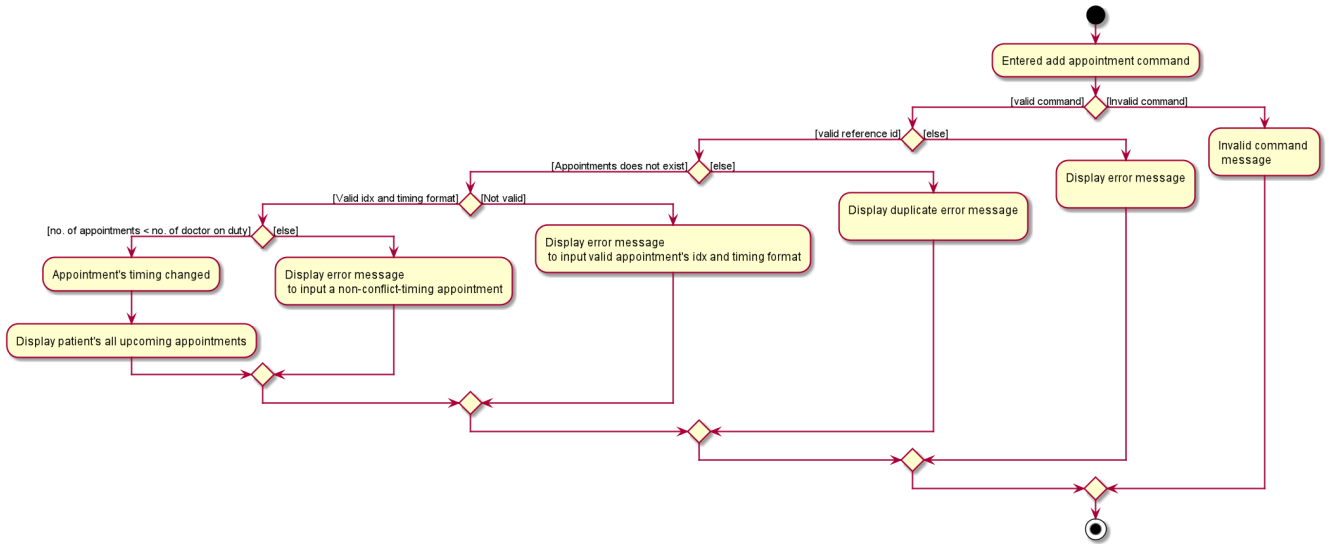 Entered add appointment command
[valid command]
[Invalid command]
[valid reference id]
[else]
Invalid command
message
[Appointments does not exist]
[else]
Display error message
[Valid idx and timing format]
[Not valid]
Display duplicate error message
[no. of appointments < no. of doctor on duty]
[else]
Display error message
to input valid appointment's idx and timing format
Appointment's timing changed
Display error message
to input a non-conflict-timing appointment
Display patient's all upcoming appointments